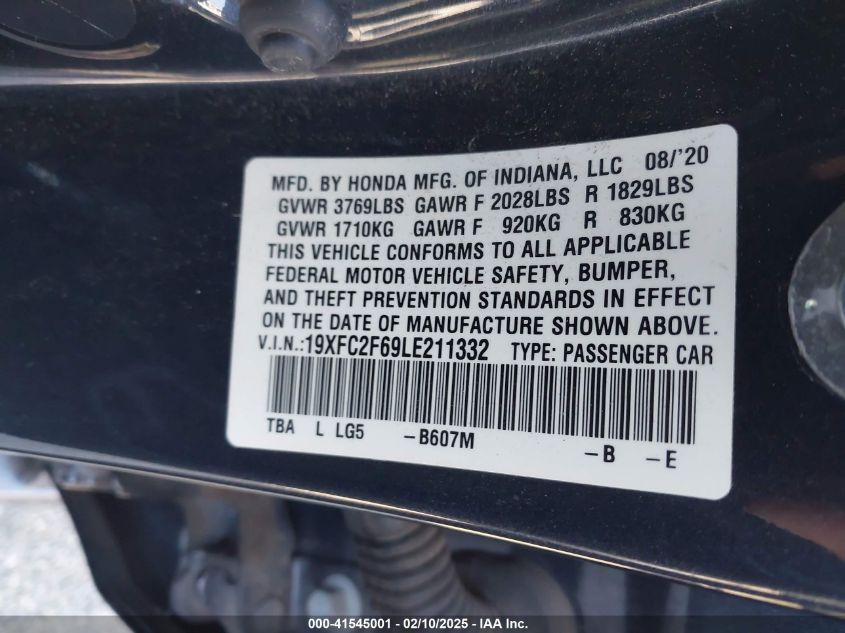 MFD. BY HONDA MFG. OF INDIANA, LLC 08/'20
GVWR 3769LBS GAWR F 2028LBS R 1829LBS
GVWR 1710KG GAWR F 920KG R 830KG
THIS VEHICLE CONFORMS TO ALL APPLICABLE
FEDERAL MOTOR VEHICLE SAFETY, BUMPER,
AND THEFT PREVENTION STANDARDS IN EFFECT
ON THE DATE OF MANUFACTURE SHOWN ABOVE.
V.I.N.:19XFC2F69LE211332 TYPE: PASSENGER CAR
TBA L LG5 -B607M -B -E
000-41545001 - 02/10/2025 - IAA Inc.